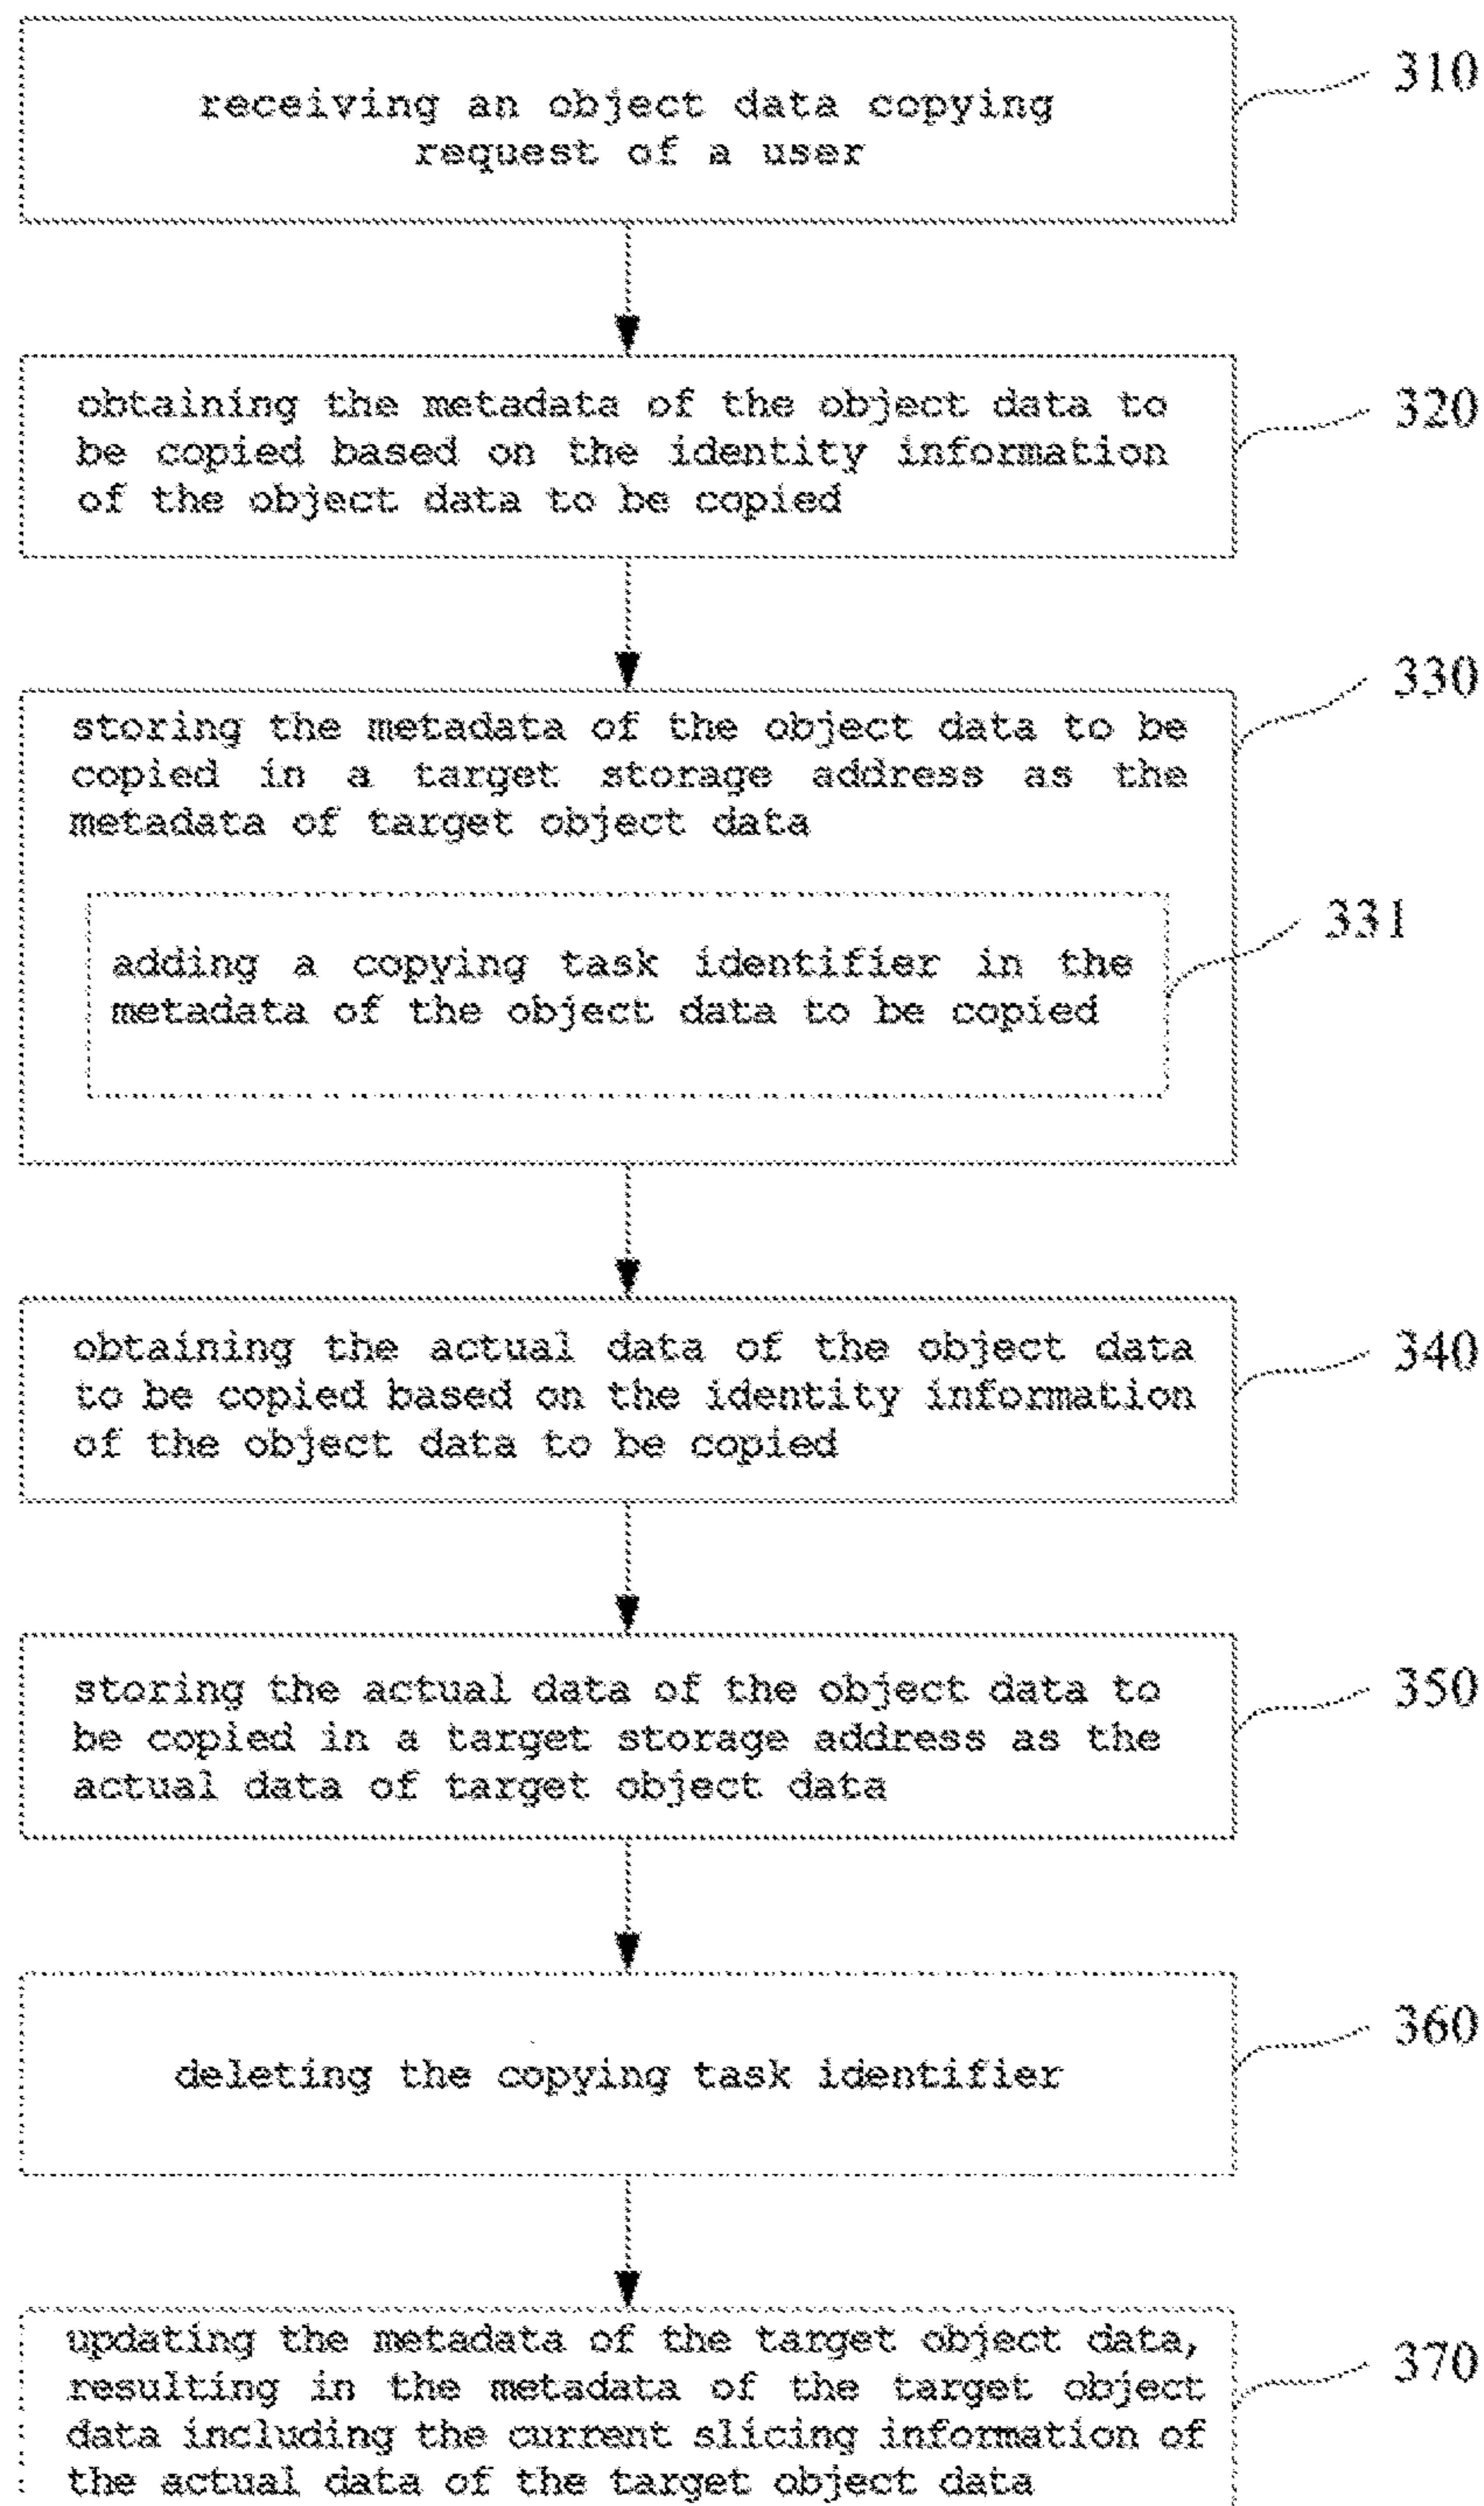 receiving an object data copying
request of a user
310
obtaining the metadata of the object data to
be copied based on the identity information
of the object data to be copied
320
storing the metadata of the object data to be
copied in a target storage address as the
metadata of target object data
330
adding a copying task identifier in the
metadata of the object data to be copied
331
obtaining the actual data of the object data
to be copied based on the identity information
of the object data to be copied
340
storing the actual data of the object data to
be copied in a target storage address as the
actual data of target object data
350
deleting the copying task identifier
360
updating the metadata of the target object data,
resulting in the metadata of the target object
data including the current slicing information of
the actual data of the target object data
370